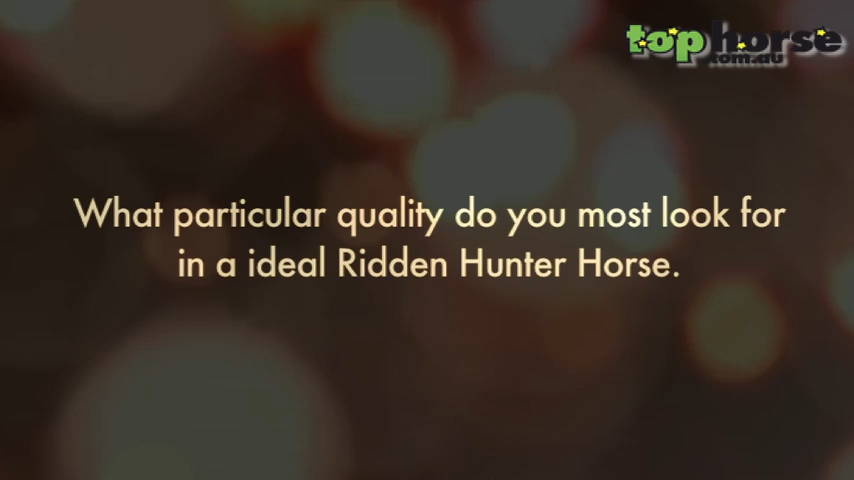 tophorse
.com.au
What particular quality do you most look for
in a ideal Ridden Hunter Horse.